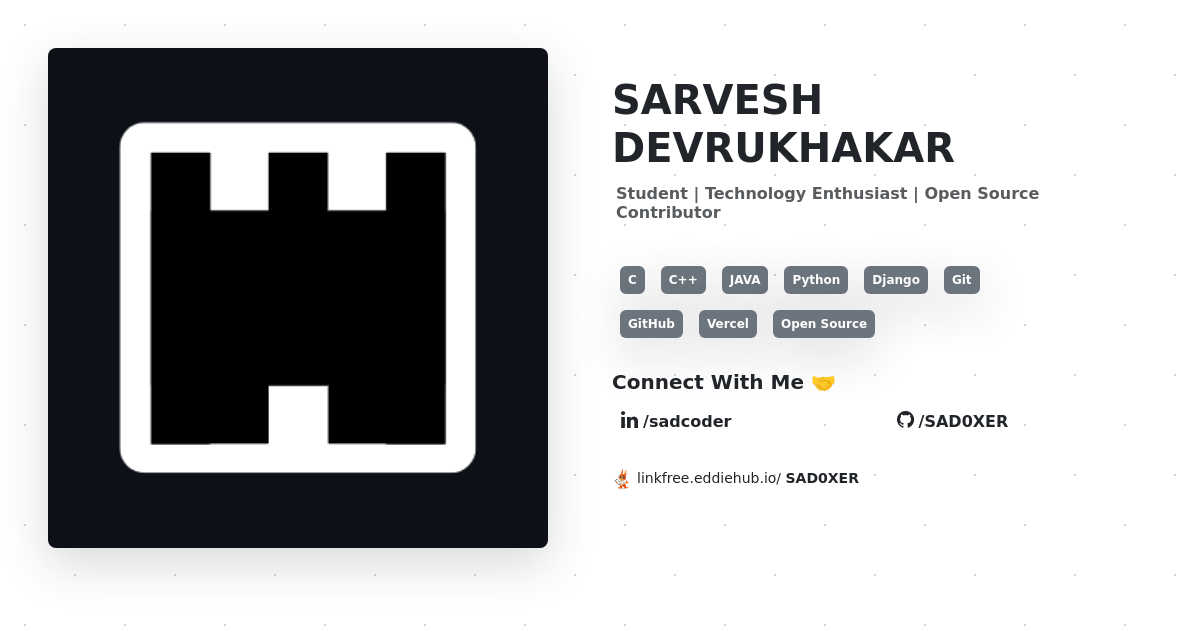 SARVESH
DEVRUKHAKAR
Student | Technology Enthusiast | Open Source
Contributor
C C++ JAVA Python Django Git
GitHub Vercel Open Source
Connect With Me 🤝
/sadcoder /SAD0XER
linkfree.eddiehub.io/ SAD0XER